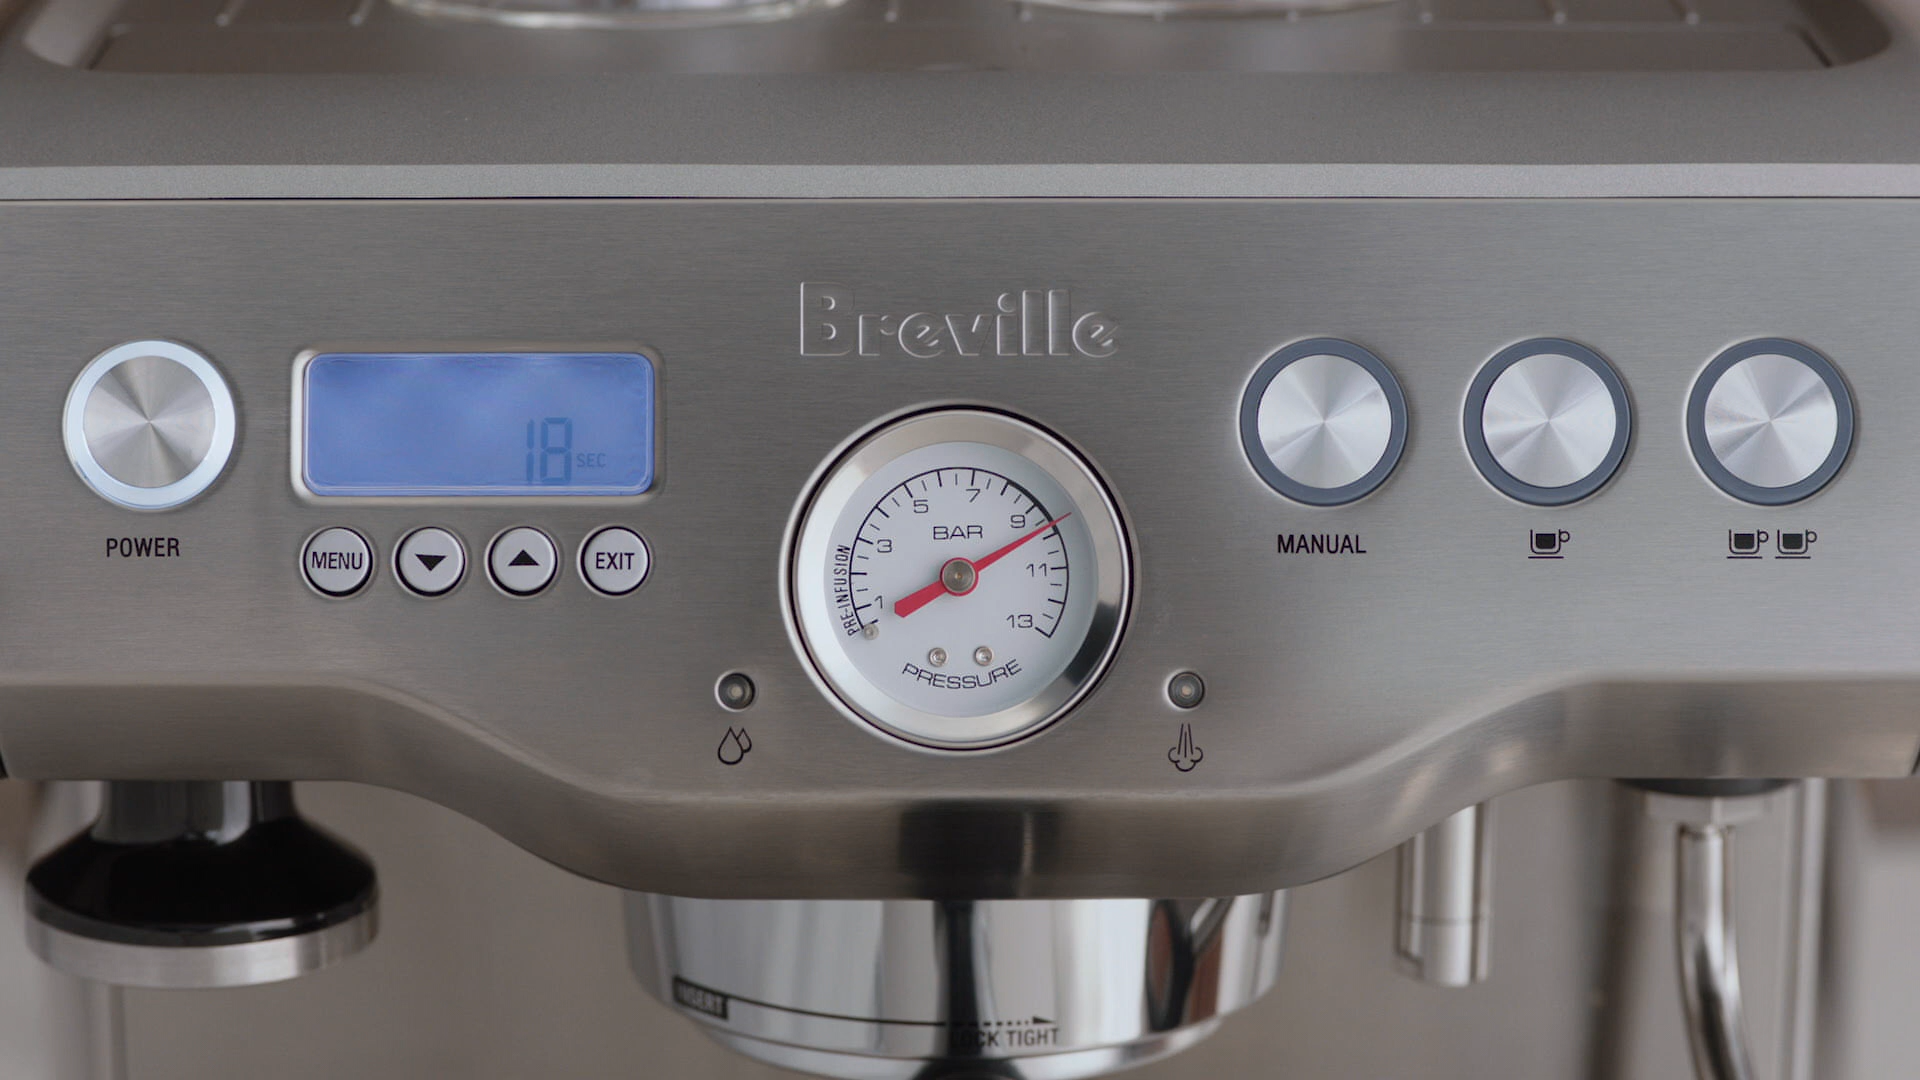 Breville
18 SEC
POWER
MENU
EXIT
BAR
1
3
5
7
9
11
13
PRE-INFUSION
PRESSURE
MANUAL
INSERT
LOCK TIGHT